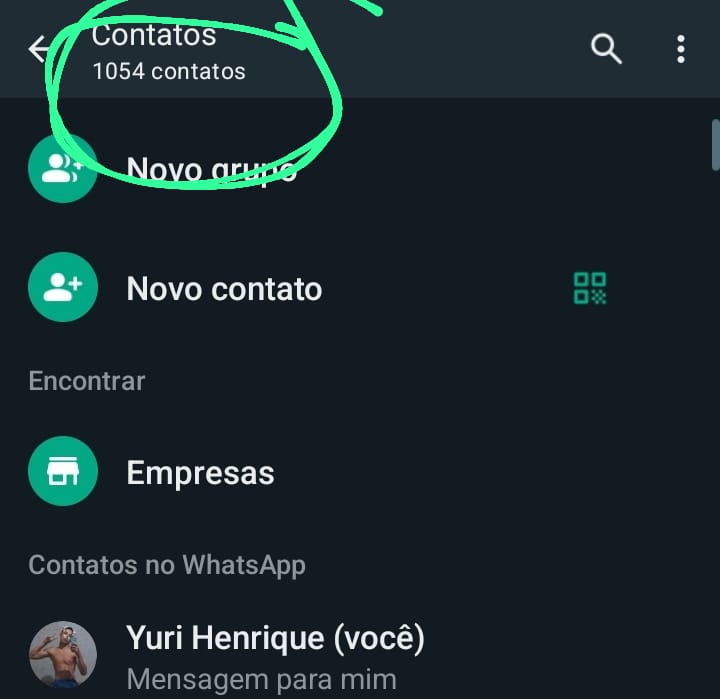 Contatos
1054 contatos
Novo grupo
Novo contato
Encontrar
Empresas
Contatos no WhatsApp
Yuri Henrique (você)
Mensagem para mim